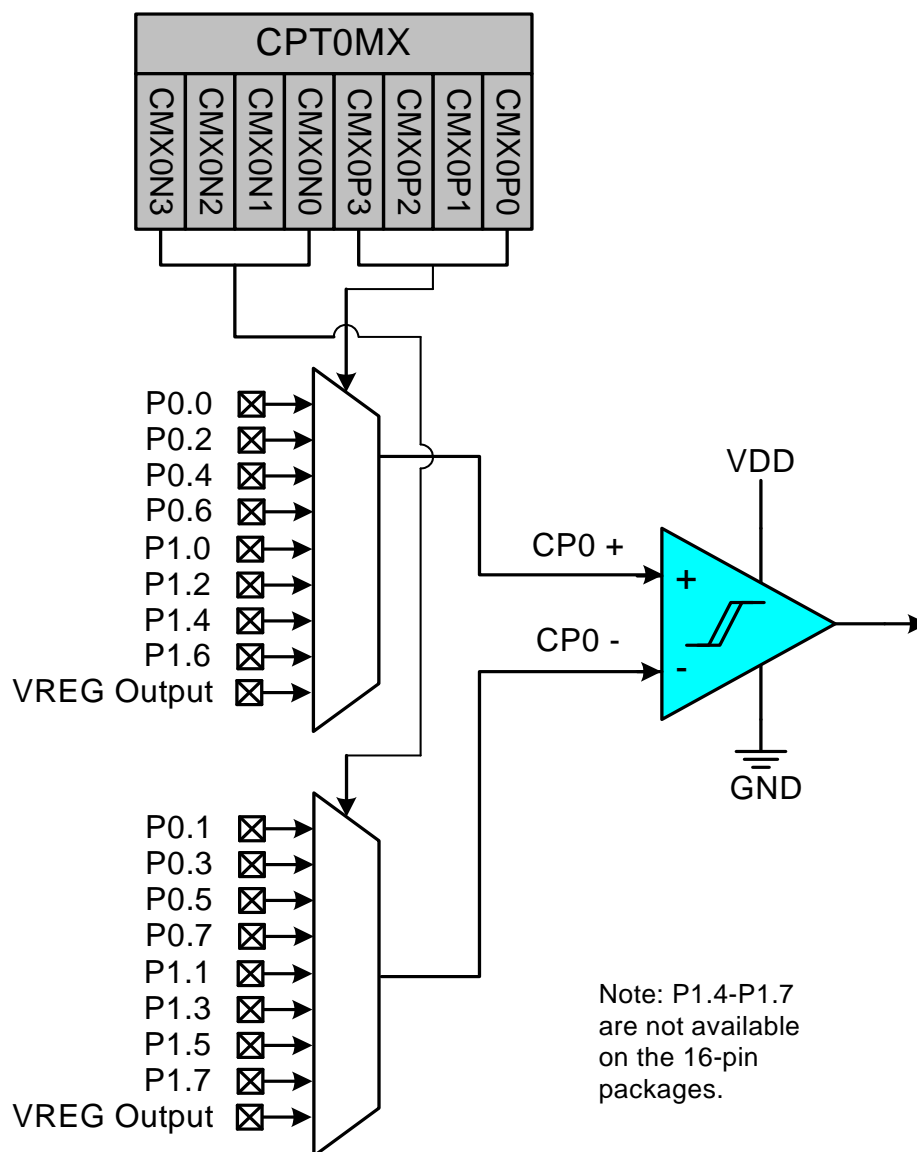 CPT0MX
CMX0N3
CMX0N2
CMX0N1
CMX0N0
CMX0P3
CMX0P2
CMX0P1
CMX0P0
P0.0
P0.2
P0.4
P0.6
P1.0
P1.2
P1.4
P1.6
VREG Output
VDD
CP0 +
+
CP0 -
-
GND
P0.1
P0.3
P0.5
P0.7
P1.1
P1.3
P1.5
P1.7
VREG Output
Note: P1.4-P1.7
are not available
on the 16-pin
packages.